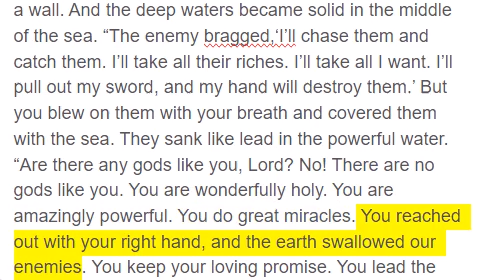 a wall. And the deep waters became solid in the middle
of the sea. “The enemy bragged,‘I’ll chase them and
catch them. I’ll take all their riches. I’ll take all I want. I’ll
pull out my sword, and my hand will destroy them.’ But
you blew on them with your breath and covered them
with the sea. They sank like lead in the powerful water.
“Are there any gods like you, Lord? No! There are no
gods like you. You are wonderfully holy. You are
amazingly powerful. You do great miracles. You reached
out with your right hand, and the earth swallowed our
enemies. You keep your loving promise. You lead the